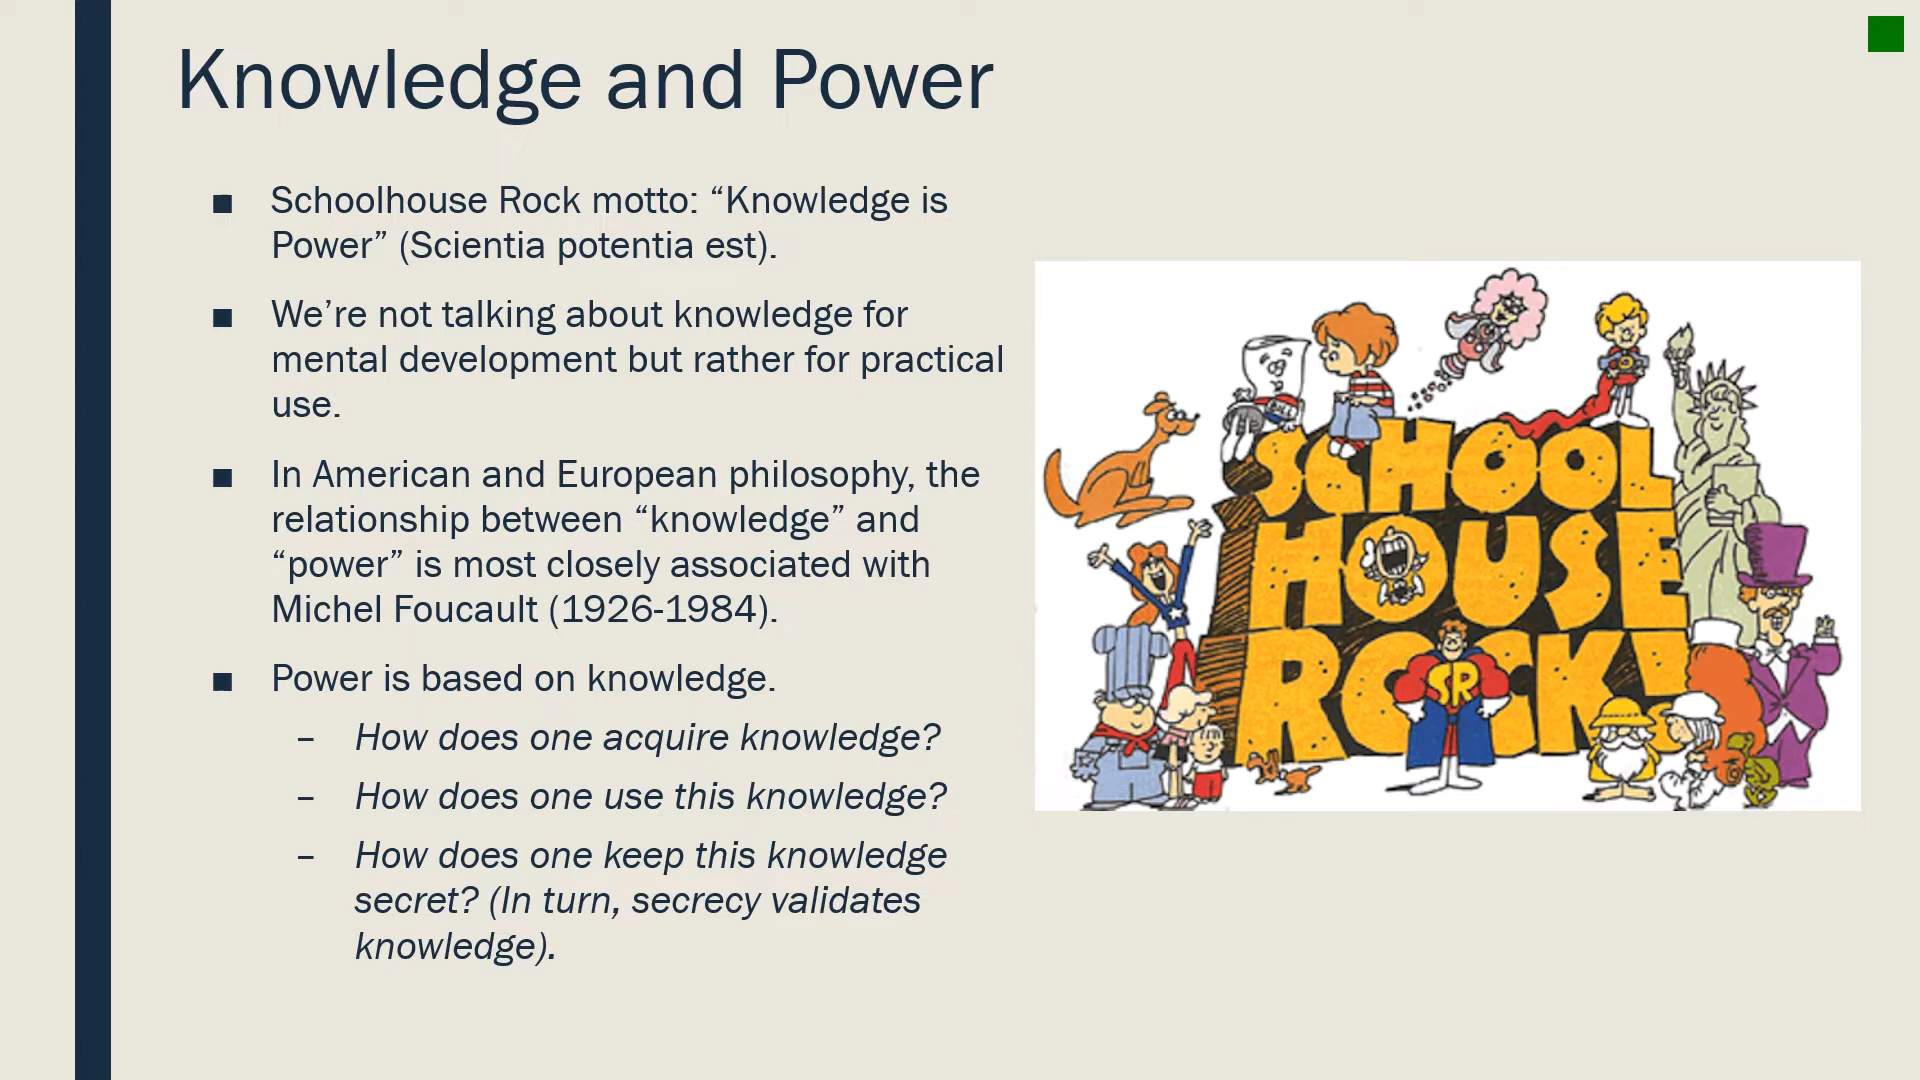 Knowledge and Power
■ Schoolhouse Rock motto: “Knowledge is
Power” (Scientia potentia est).
■ We’re not talking about knowledge for
mental development but rather for practical
use.
■ In American and European philosophy, the
relationship between “knowledge” and
“power” is most closely associated with
Michel Foucault (1926-1984).
■ Power is based on knowledge.
– How does one acquire knowledge?
– How does one use this knowledge?
– How does one keep this knowledge
secret? (In turn, secrecy validates
knowledge).
BILL
SCHOOL
HOUSE
ROCK!
SR